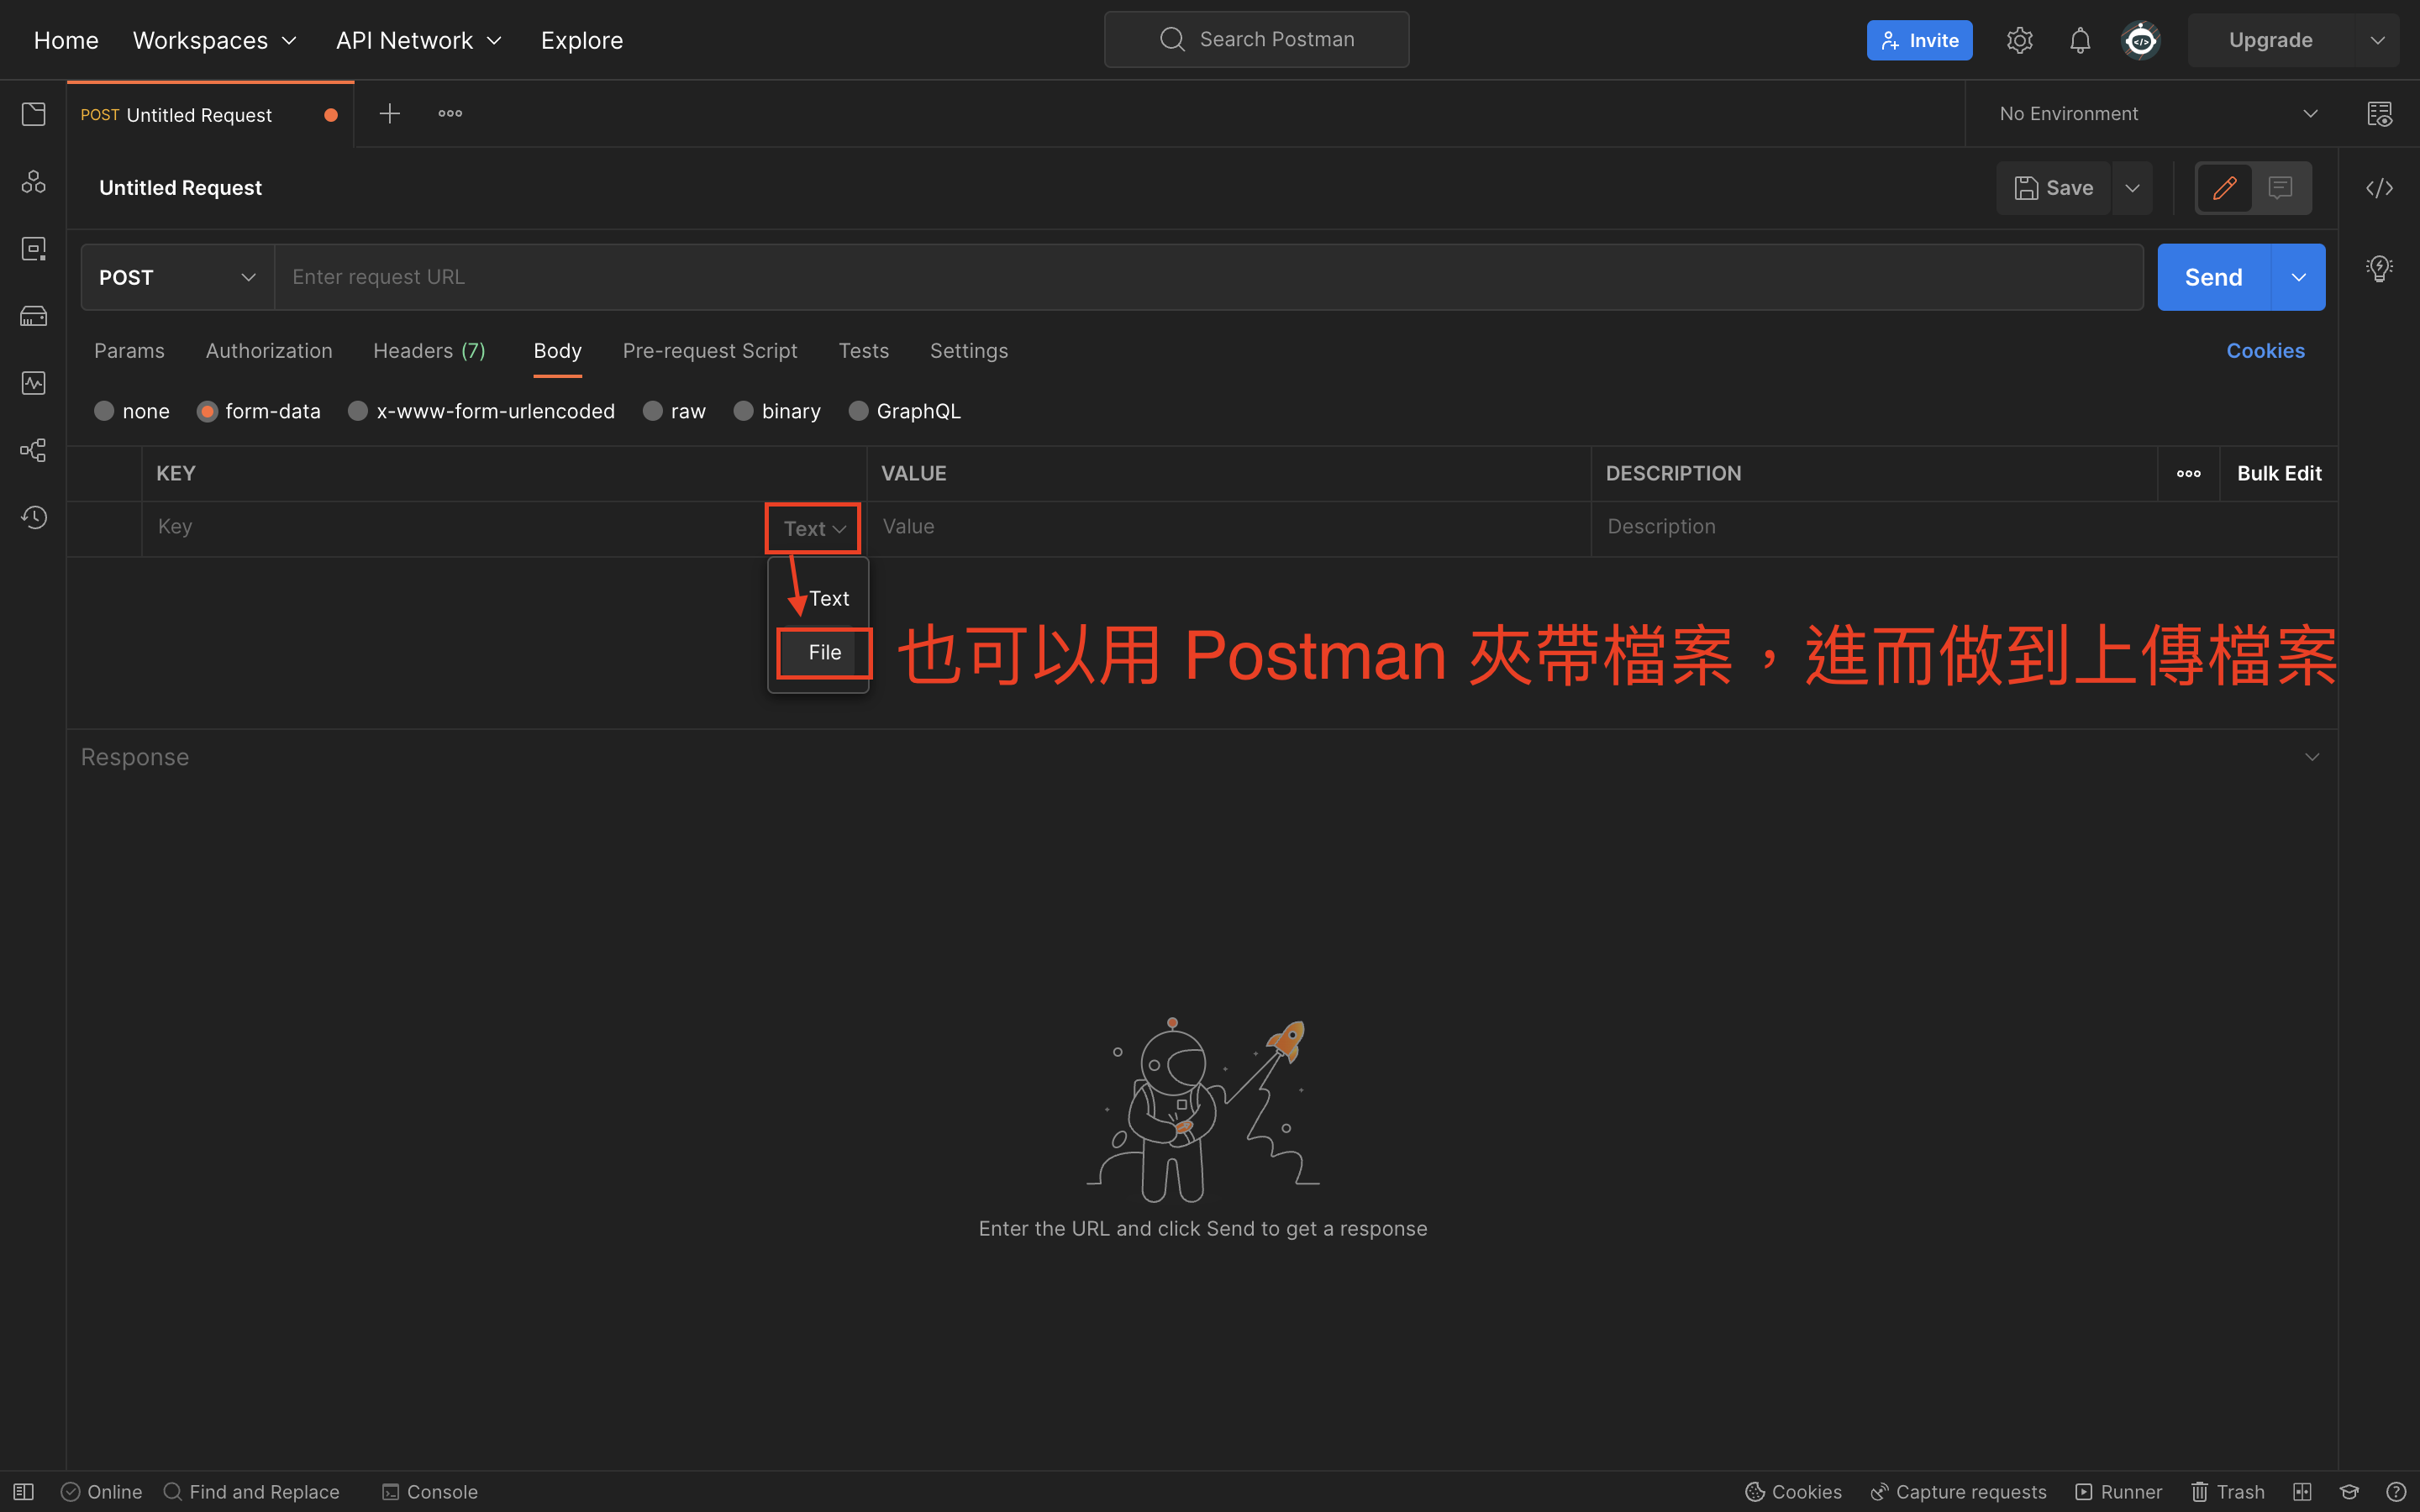 Home Workspaces API Network Explore Search Postman Invite Upgrade
POST Untitled Request No Environment
Untitled Request Save
POST Enter request URL Send
Params Authorization Headers (7) Body Pre-request Script Tests Settings Cookies
none form-data x-www-form-urlencoded raw binary GraphQL
KEY VALUE DESCRIPTION Bulk Edit
Key Text Value Description
Text
File 也可以用 Postman 夾帶檔案，進而做到上傳檔案
Response
Enter the URL and click Send to get a response
Online Find and Replace Console Cookies Capture requests Runner Trash